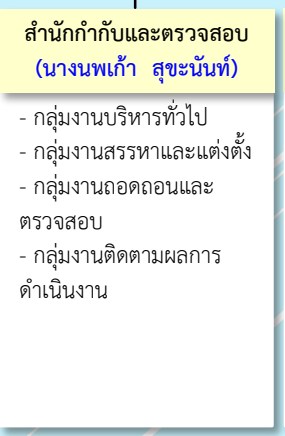 สำนักกำกับและตรวจสอบ
(นางนพเก้า สุขะนันท์)
- กลุ่มงานบริหารทั่วไป
- กลุ่มงานสรรหาและแต่งตั้ง
- กลุ่มงานถอดถอนและ
ตรวจสอบ
- กลุ่มงานติดตามผลการ
ดำเนินงาน